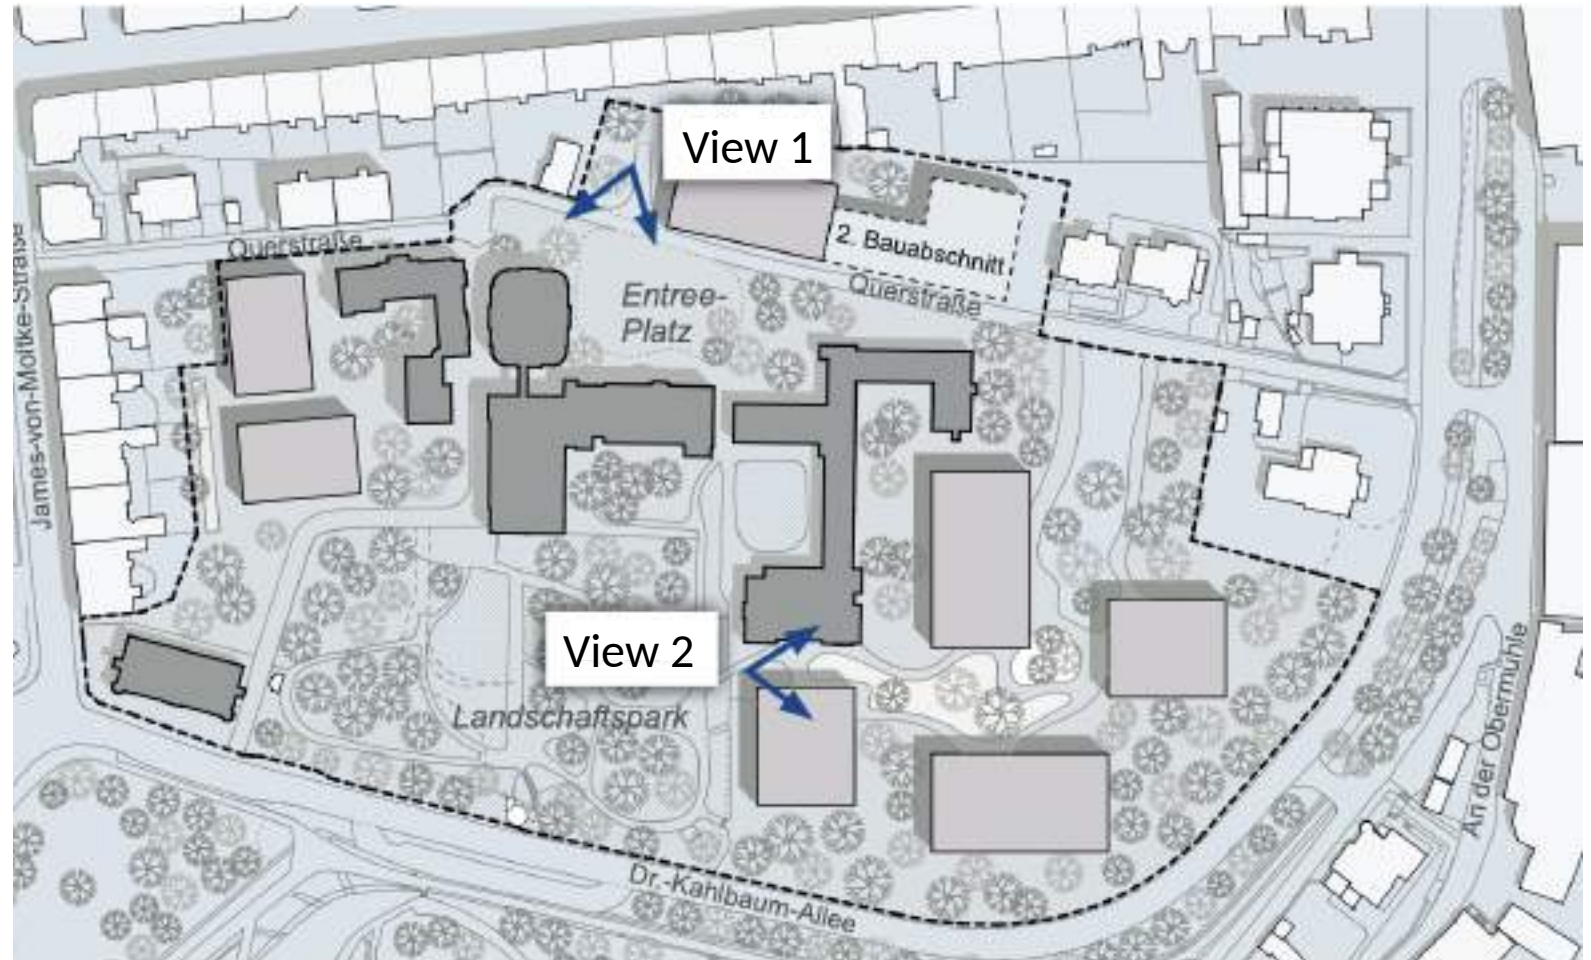 View 1
Querstraße
2. Bauabschnitt
Entree-
Platz
Querstraße
James-von-Moltke-Straße
View 2
Landschaftspark
An der Obermühle
Dr.-Kahlbaum-Allee